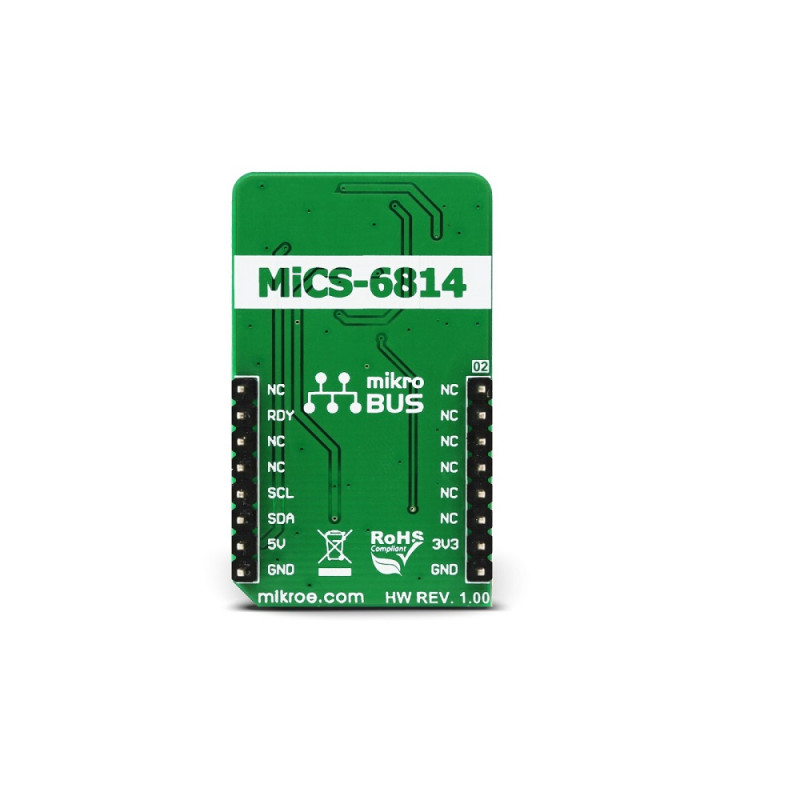 MiCS-6814
02
mikro
BUS
NC NC
RDY NC
NC NC
NC NC
SCL NC
SDA NC
5V 3V3
GND GND
RoHS
Compliant
mikroe.com HW REV. 1.00